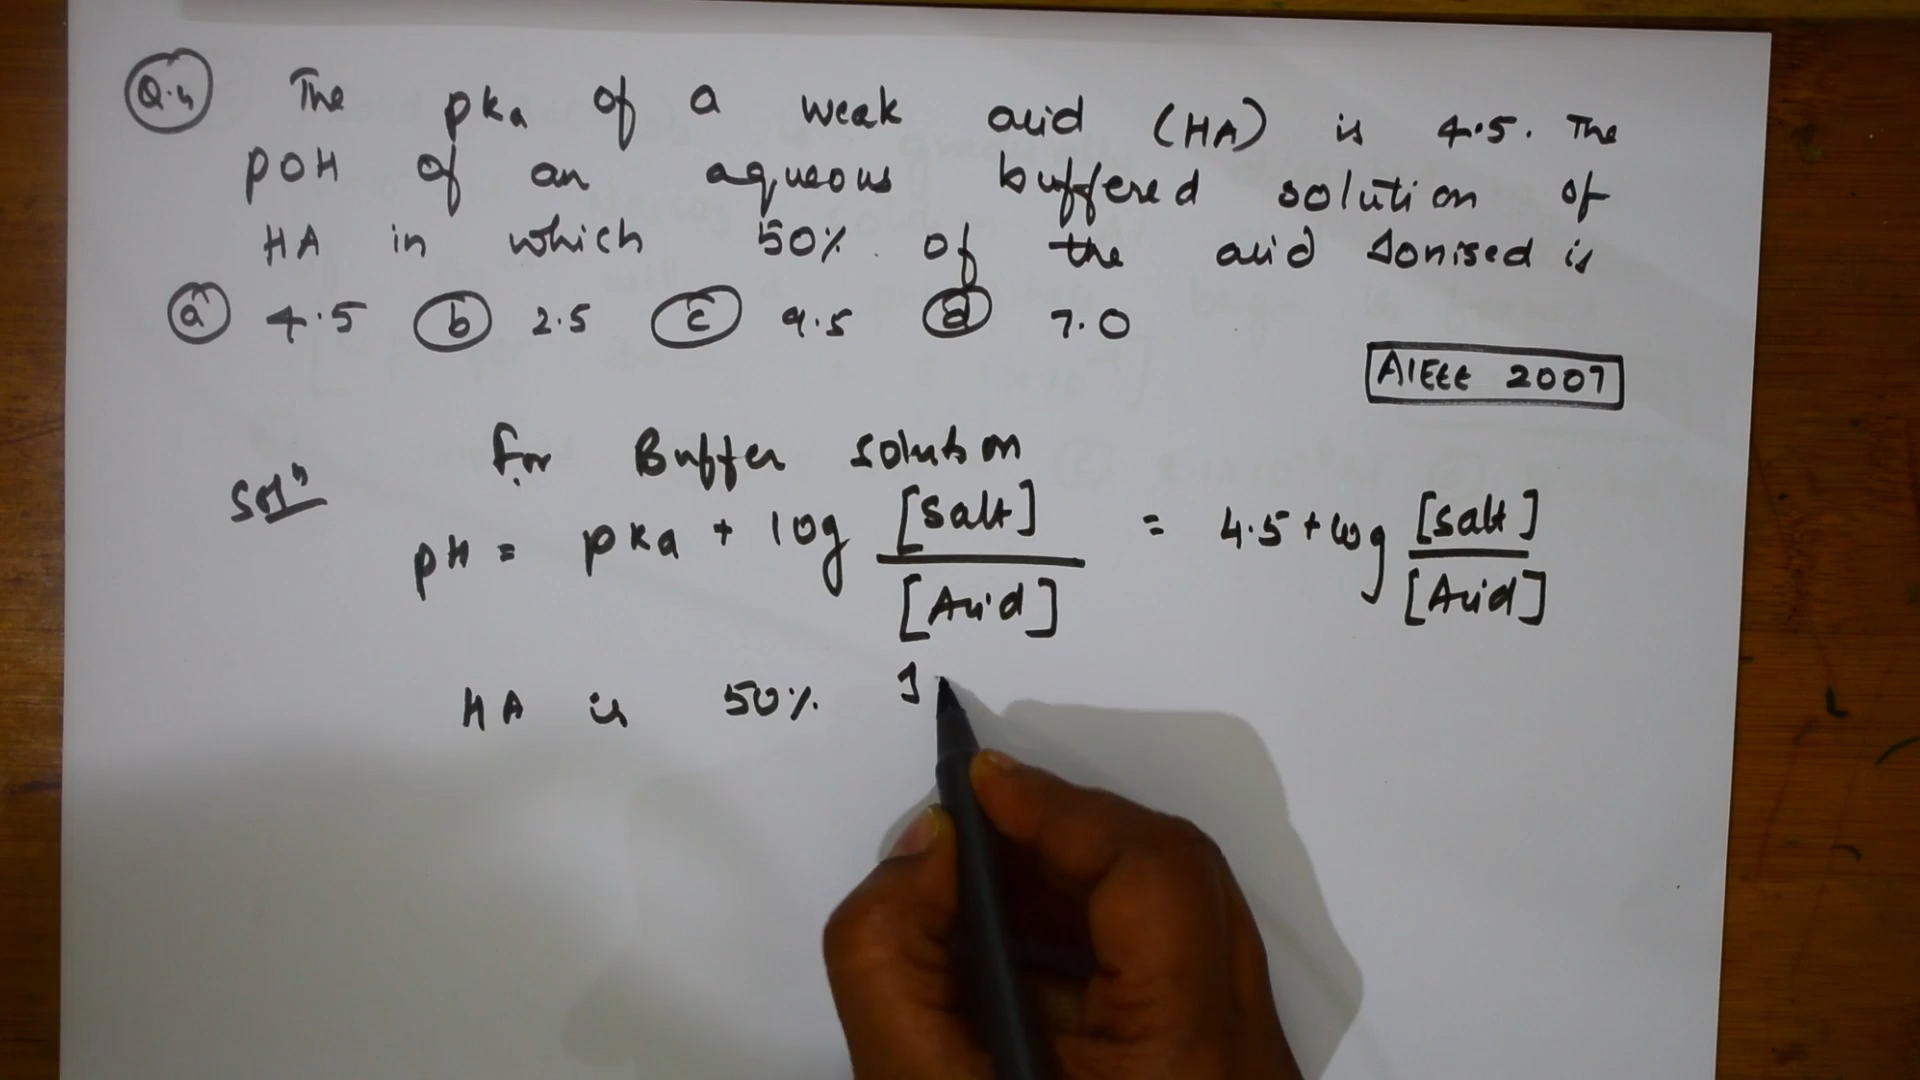 Q.4 The pka of a weak acid (HA) is 4.5. The
POH of an aqueous buffered solution of
HA in which 50% of the acid Ionised is
a 4.5 b 2.5 c 9.5 d 7.0
AIEEE 2007
Solⁿ For Buffer solution
pH = pka + log [Salt] / [Acid] = 4.5 + log [Salt] / [Acid]
HA is 50% I